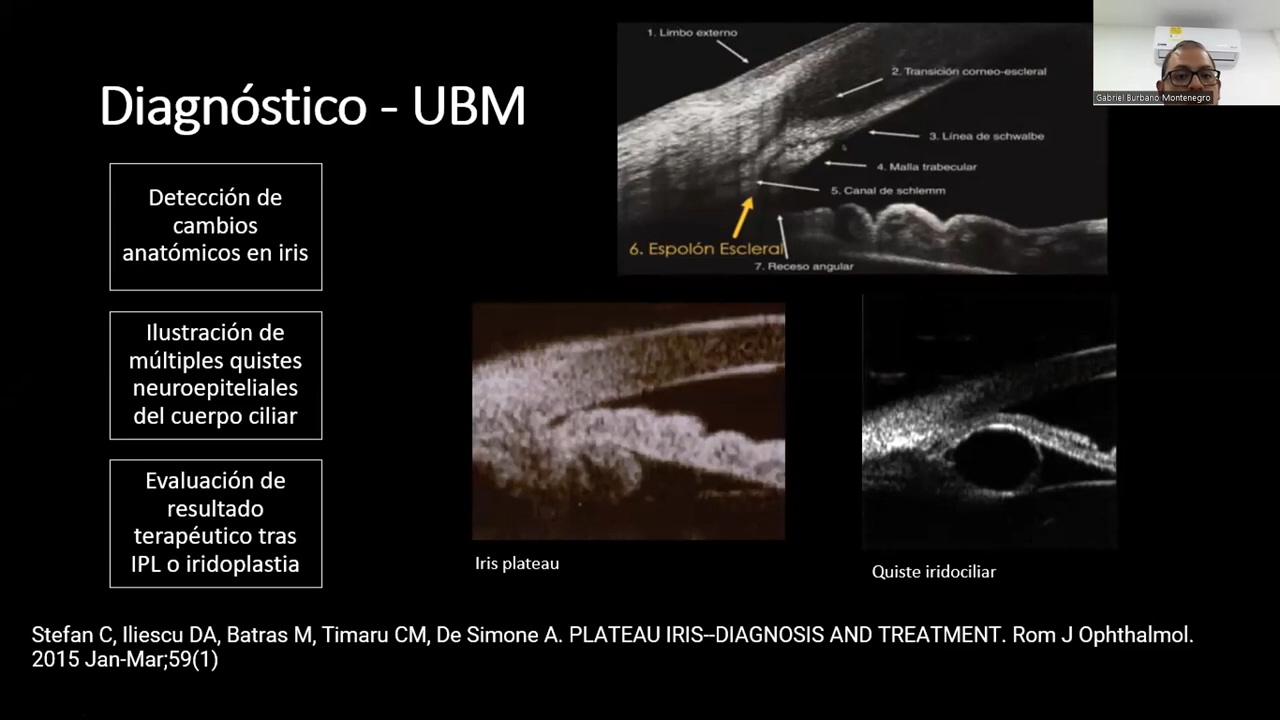 Diagnóstico - UBM
Detección de
cambios
anatómicos en iris
Ilustración de
múltiples quistes
neuroepiteliales
del cuerpo ciliar
Evaluación de
resultado
terapéutico tras
IPL o iridoplastia
1. Limbo externo
2. Transición corneo-escleral
3. Línea de schwalbe
4. Malla trabecular
5. Canal de schlemm
6. Espolón Escleral
7. Receso angular
Gabriel Burbano Montenegro
Iris plateau
Quiste iridociliar
Stefan C, Iliescu DA, Batras M, Timaru CM, De Simone A. PLATEAU IRIS--DIAGNOSIS AND TREATMENT. Rom J Ophthalmol.
2015 Jan-Mar;59(1)